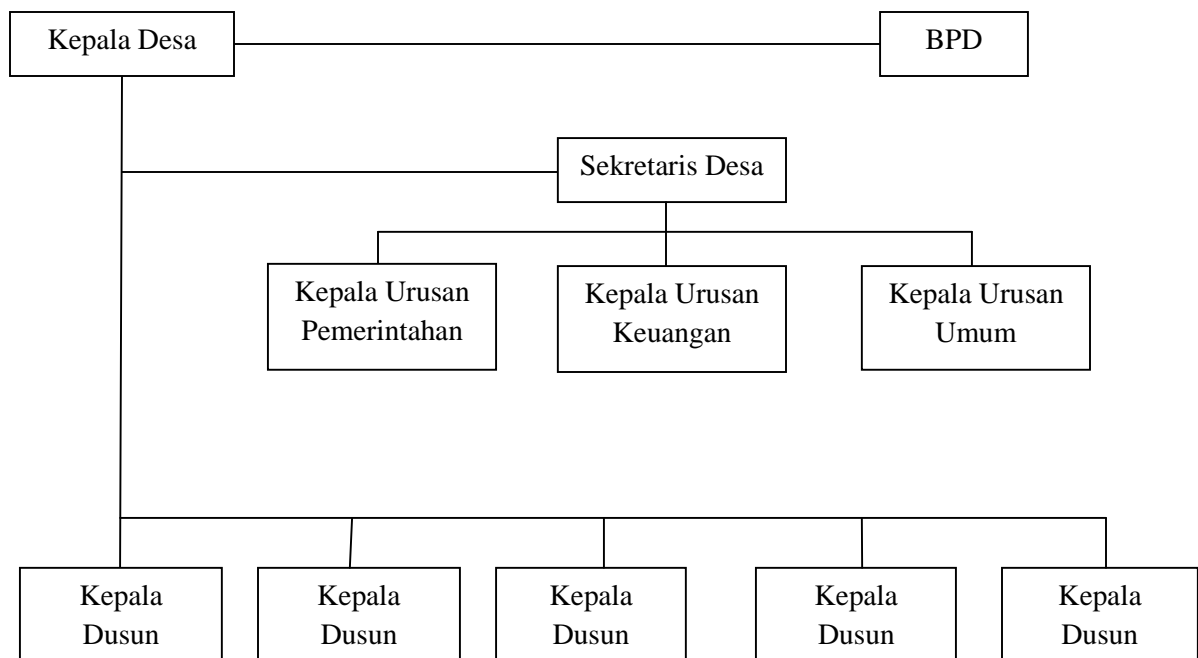 Kepala Desa
BPD
Sekretaris Desa
Kepala Urusan
Pemerintahan
Kepala Urusan
Keuangan
Kepala Urusan
Umum
Kepala
Dusun
Kepala
Dusun
Kepala
Dusun
Kepala
Dusun
Kepala
Dusun